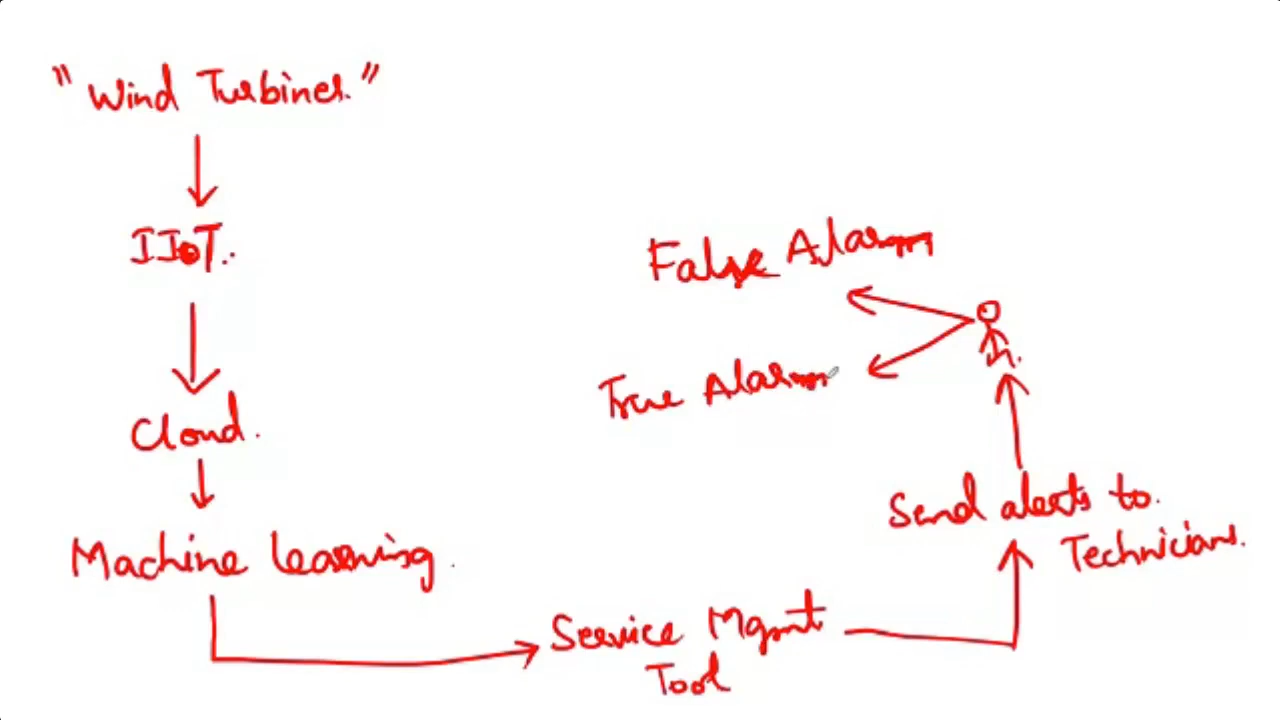 "Wind Turbines."
IIoT.
Cloud.
Machine learning.
Service Mgmt
Tool
Send alerts to.
Technicians.
False Alarm
True Alarm